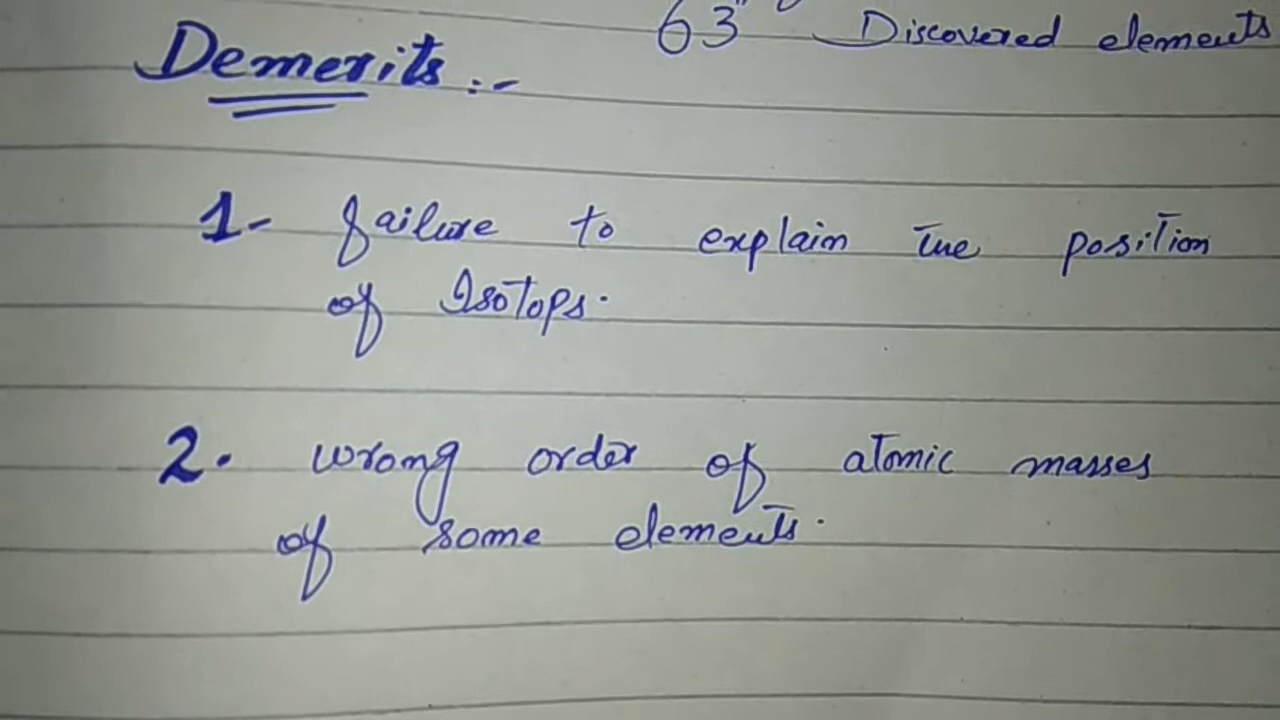 63 Discovered elements
Demerits :-
1- failure to explain the position
of Isotops.
2. wrong order of atomic masses
of some elements.